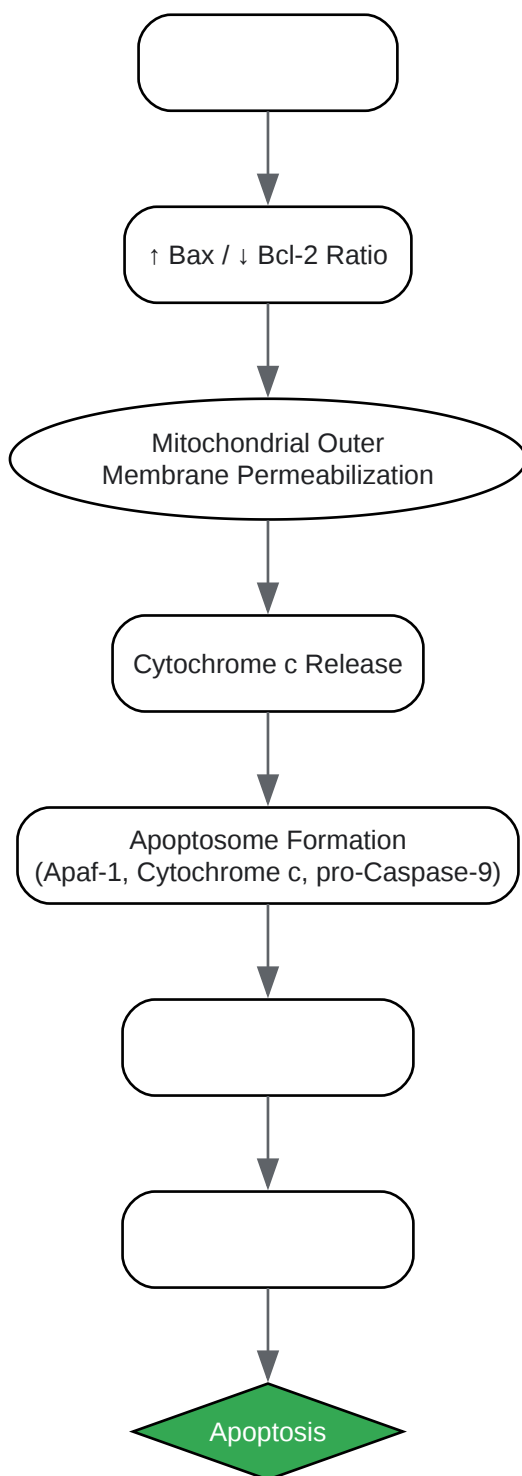 ↑ Bax / ↓ Bcl-2 Ratio
Mitochondrial Outer
Membrane Permeabilization
Cytochrome c Release
Apoptosome Formation
(Apaf-1, Cytochrome c, pro-Caspase-9)
Apoptosis